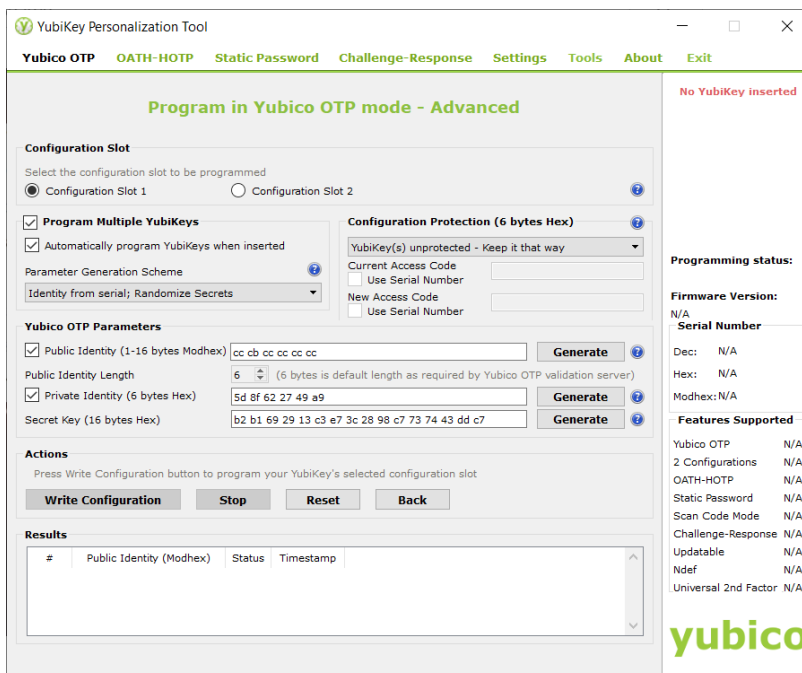 YubiKey Personalization Tool
Yubico OTP OATH-HOTP Static Password Challenge-Response Settings Tools About Exit
No YubiKey inserted
Program in Yubico OTP mode - Advanced
Configuration Slot
Select the configuration slot to be programmed
Configuration Slot 1 Configuration Slot 2
Program Multiple YubiKeys
Automatically program YubiKeys when inserted
Parameter Generation Scheme
Identity from serial; Randomize Secrets
Configuration Protection (6 bytes Hex)
YubiKey(s) unprotected - Keep it that way
Current Access Code
Use Serial Number
New Access Code
Use Serial Number
Yubico OTP Parameters
Public Identity (1-16 bytes Modhex) cc cb cc cc cc cc Generate
Public Identity Length 6 (6 bytes is default length as required by Yubico OTP validation server)
Private Identity (6 bytes Hex) 5d 8f 62 27 49 a9 Generate
Secret Key (16 bytes Hex) b2 b1 69 29 13 c3 e7 3c 28 98 c7 73 74 43 dd c7 Generate
Actions
Press Write Configuration button to program your YubiKey's selected configuration slot
Write Configuration Stop Reset Back
Results
# Public Identity (Modhex) Status Timestamp
Programming status:
Firmware Version:
N/A
Serial Number
Dec: N/A
Hex: N/A
Modhex: N/A
Features Supported
Yubico OTP N/A
2 Configurations N/A
OATH-HOTP N/A
Static Password N/A
Scan Code Mode N/A
Challenge-Response N/A
Updatable N/A
Ndef N/A
Universal 2nd Factor N/A
yubico